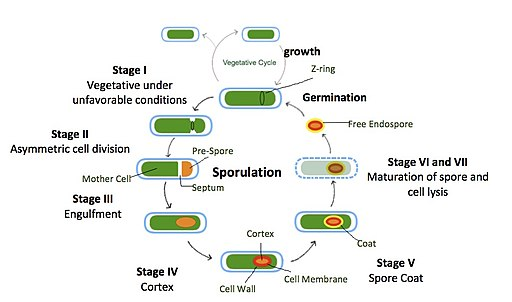 growth
Vegetative Cycle
Z-ring
Stage I
Vegetative under
unfavorable conditions
Germination
Free Endospore
Stage II
Asymmetric cell division
Pre-Spore
Sporulation
Mother Cell
Septum
Stage VI and VII
Maturation of spore and
cell lysis
Stage III
Engulfment
Cortex
Coat
Stage IV
Cortex
Cell Wall
Cell Membrane
Stage V
Spore Coat